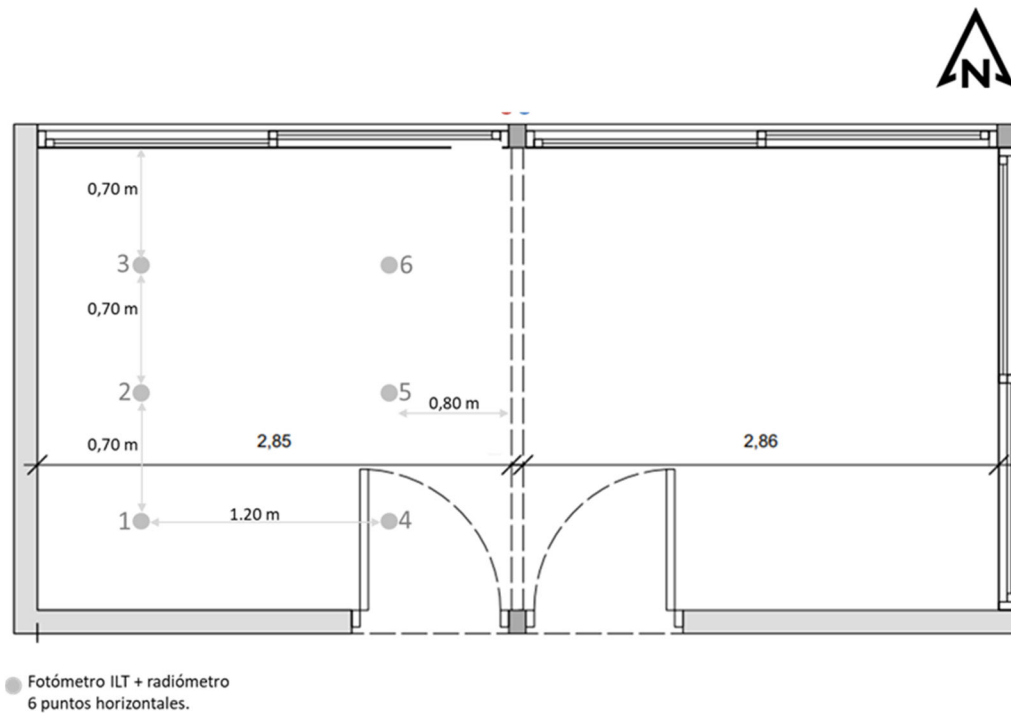 N
0,70 m
3
6
0,70 m
2
5
0,80 m
0,70 m
2,85
2,86
1
1.20 m
4
Fotómetro ILT + radiómetro
6 puntos horizontales.